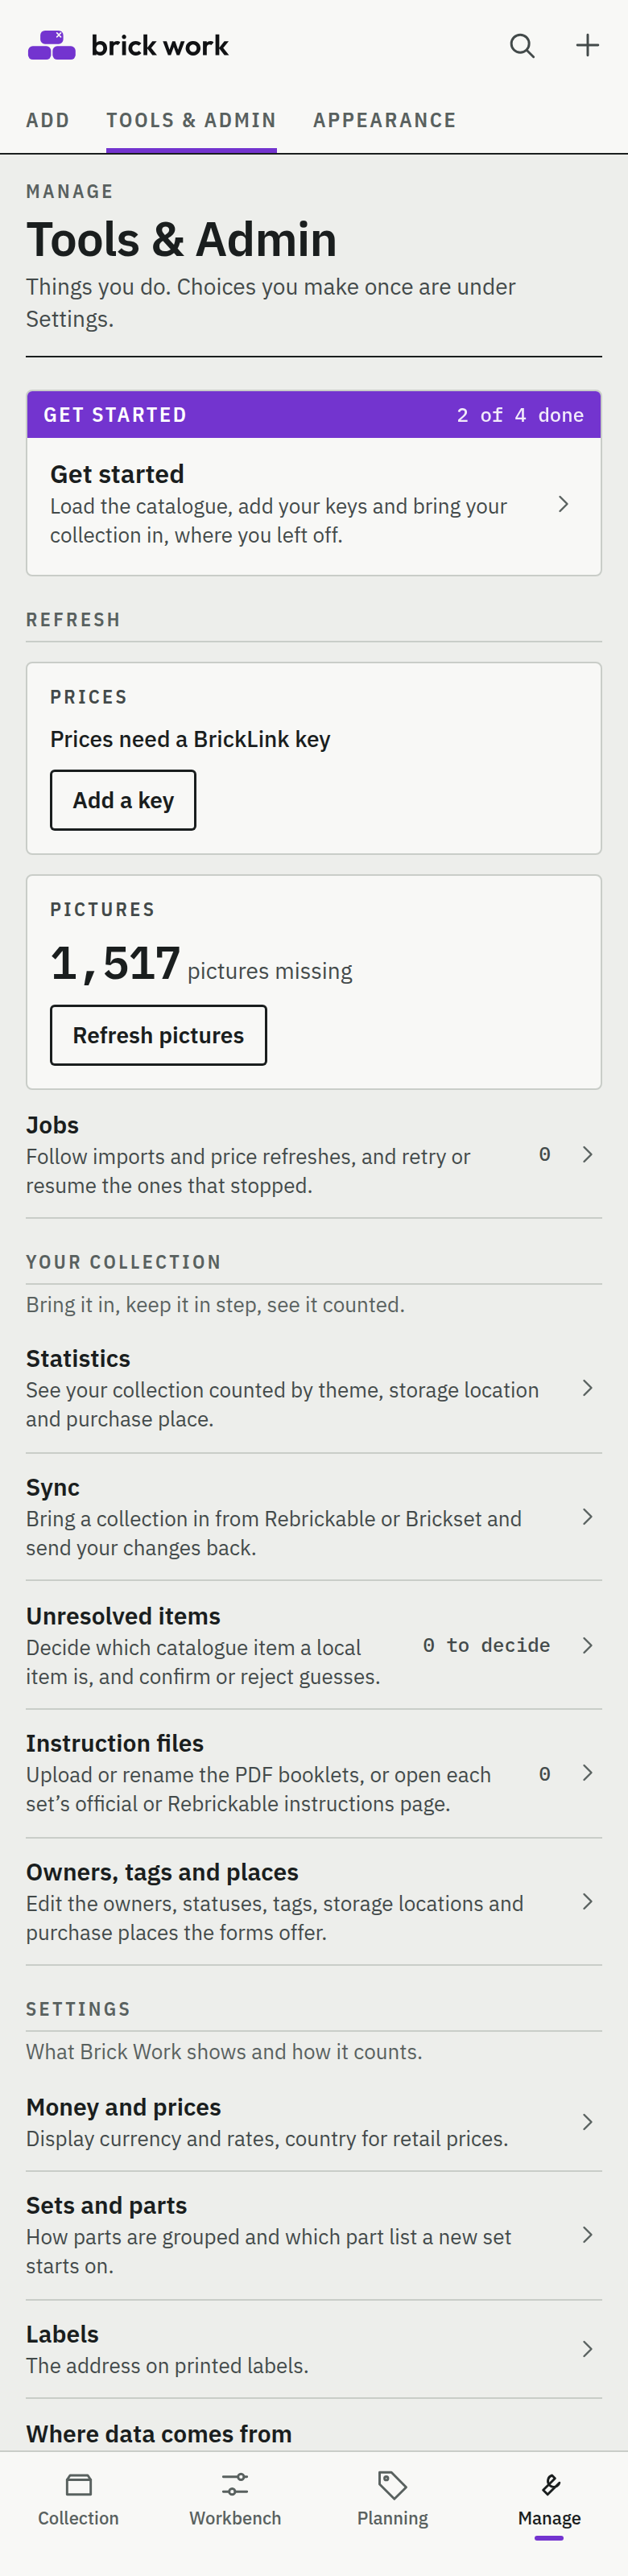 brick work
ADD TOOLS & ADMIN APPEARANCE
MANAGE
Tools & Admin
Things you do. Choices you make once are under
Settings.
GET STARTED 2 of 4 done
Get started
Load the catalogue, add your keys and bring your
collection in, where you left off.
REFRESH
PRICES
Prices need a BrickLink key
Add a key
PICTURES
1,517 pictures missing
Refresh pictures
Jobs
Follow imports and price refreshes, and retry or
resume the ones that stopped.
0
YOUR COLLECTION
Bring it in, keep it in step, see it counted.
Statistics
See your collection counted by theme, storage location
and purchase place.
Sync
Bring a collection in from Rebrickable or Brickset and
send your changes back.
Unresolved items
Decide which catalogue item a local
item is, and confirm or reject guesses.
0 to decide
Instruction files
Upload or rename the PDF booklets, or open each
set’s official or Rebrickable instructions page.
0
Owners, tags and places
Edit the owners, statuses, tags, storage locations and
purchase places the forms offer.
SETTINGS
What Brick Work shows and how it counts.
Money and prices
Display currency and rates, country for retail prices.
Sets and parts
How parts are grouped and which part list a new set
starts on.
Labels
The address on printed labels.
Where data comes from
Collection Workbench Planning Manage